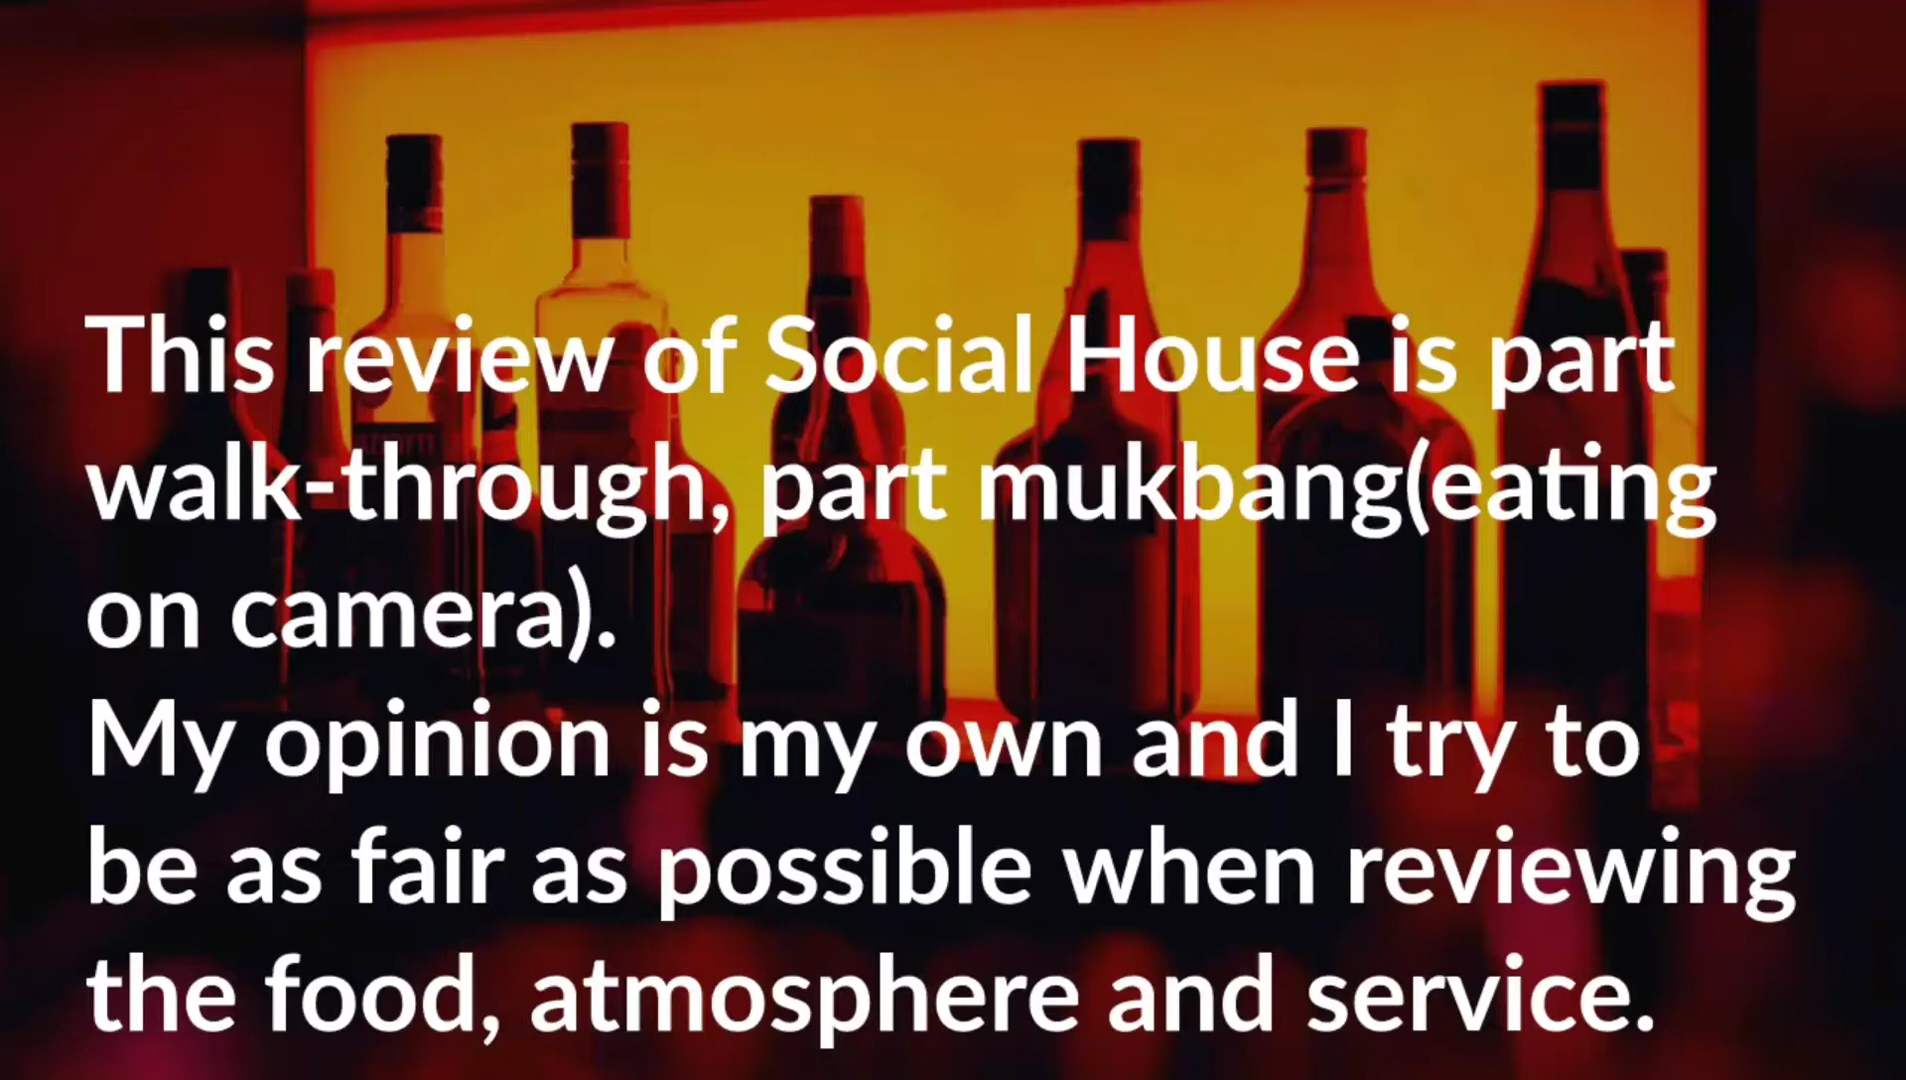 This review of Social House is part
walk-through, part mukbang(eating
on camera).
My opinion is my own and I try to
be as fair as possible when reviewing
the food, atmosphere and service.